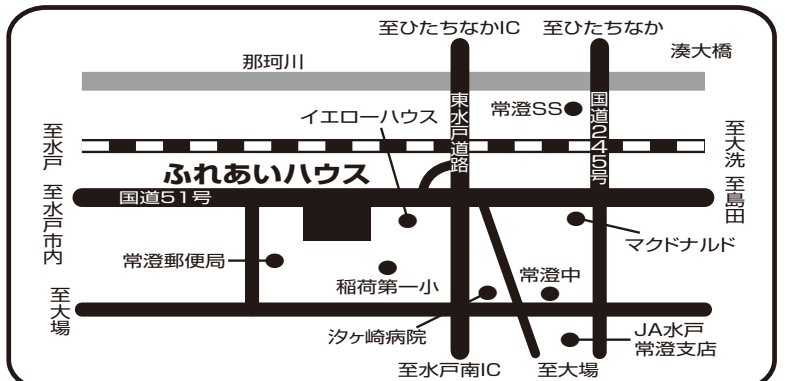 至ひたちなかIC
至ひたちなか
湊大橋
那珂川
東水戸道路
国道245号
常澄SS
イエローハウス
至水戸
至大洗
ふれあいハウス
国道51号
至水戸市内
至島田
マクドナルド
常澄郵便局
稲荷第一小
常澄中
至大場
汐ヶ崎病院
JA水戸
常澄支店
至水戸南IC
至大場